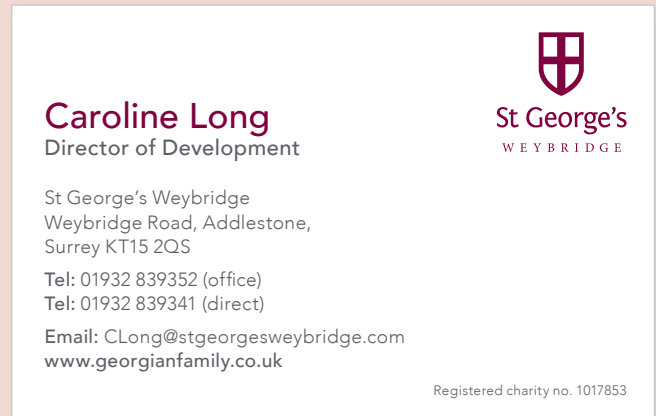 St George's
WEYBRIDGE
Caroline Long
Director of Development
St George‘s Weybridge
Weybridge Road, Addlestone,
Surrey KT15 2QS
Tel: 01932 839352 (office)
Tel: 01932 839341 (direct)
Email: CLong@stgeorgesweybridge.com
www.georgianfamily.co.uk
Registered charity no. 1017853